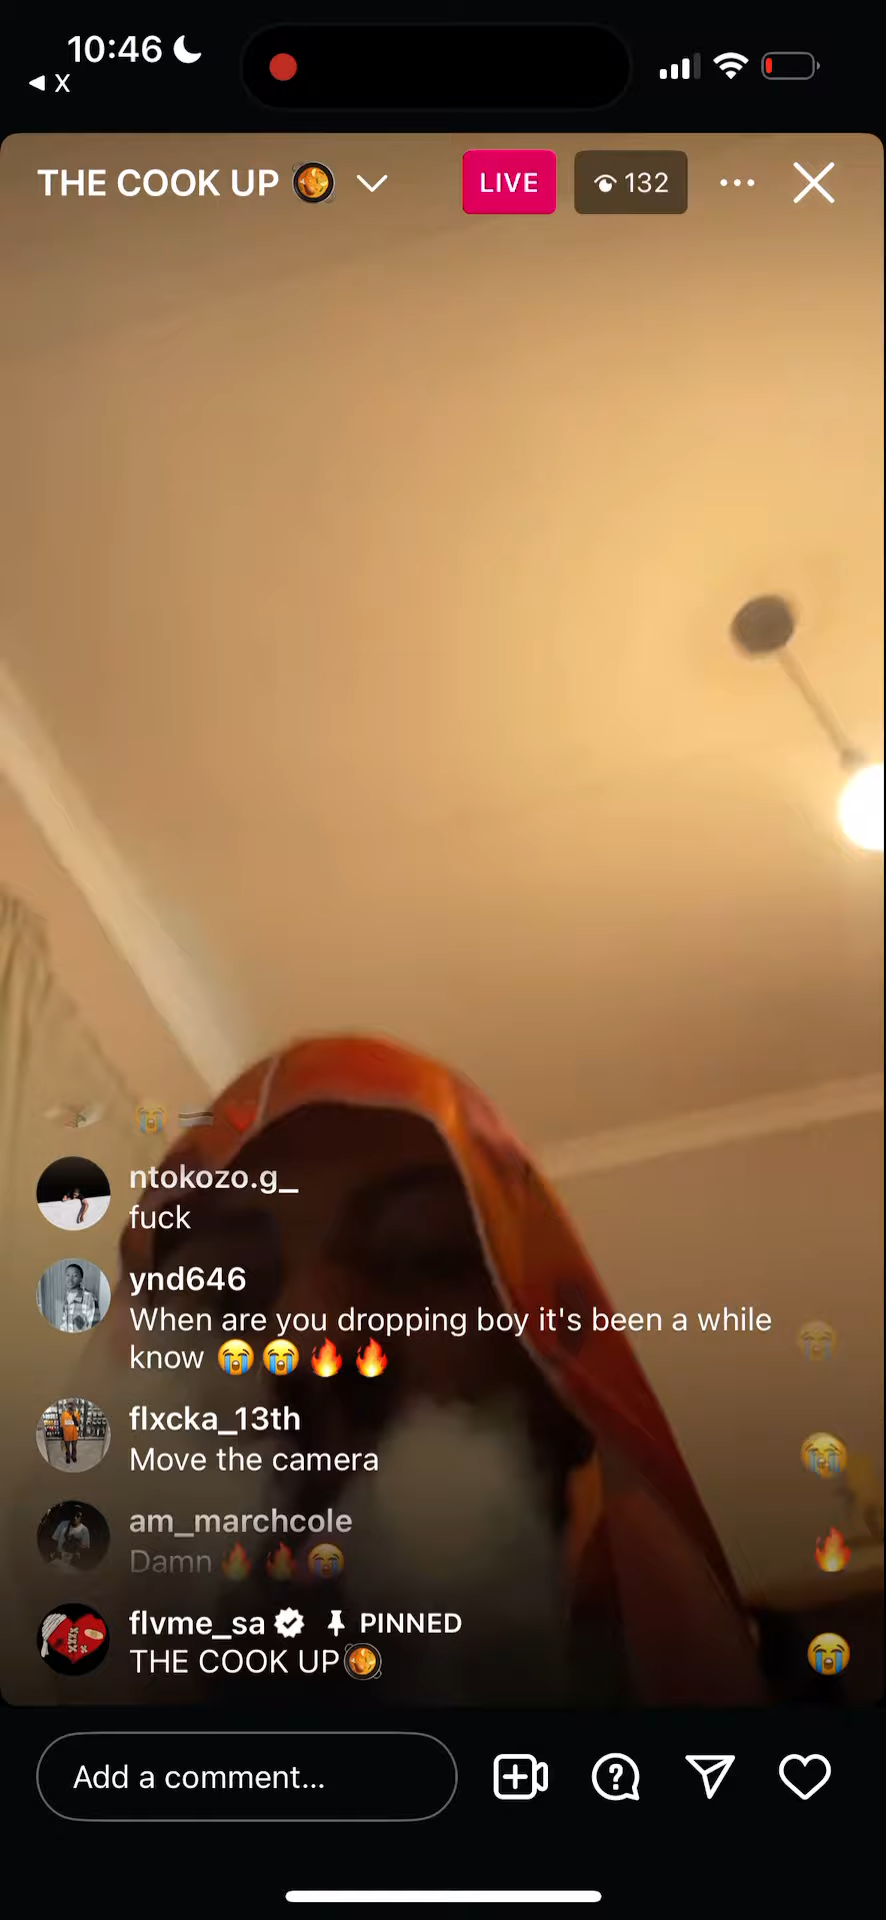 10:46
◀ X
THE COOK UP 🥘
LIVE
132
😭 ❤️
ntokozo.g_
fuck
ynd646
When are you dropping boy it's been a while
know 😭😭🔥🔥
flxcka_13th
Move the camera
am_marchcole
Damn 🔥🔥😭
flvme_sa PINNED
THE COOK UP🥘
Add a comment...